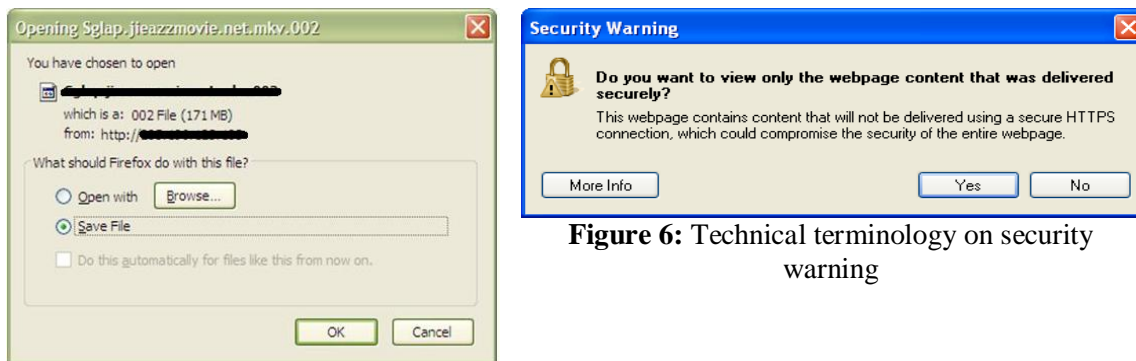 Opening Sglap.jieazzmovie.net.mkv.002
You have chosen to open
which is a: 002 File (171 MB)
from: http://
What should Firefox do with this file?
Open with Browse...
Save File
Do this automatically for files like this from now on.
OK Cancel
Security Warning
Do you want to view only the webpage content that was delivered
securely?
This webpage contains content that will not be delivered using a secure HTTPS
connection, which could compromise the security of the entire webpage.
More Info Yes No
Figure 6: Technical terminology on security
warning